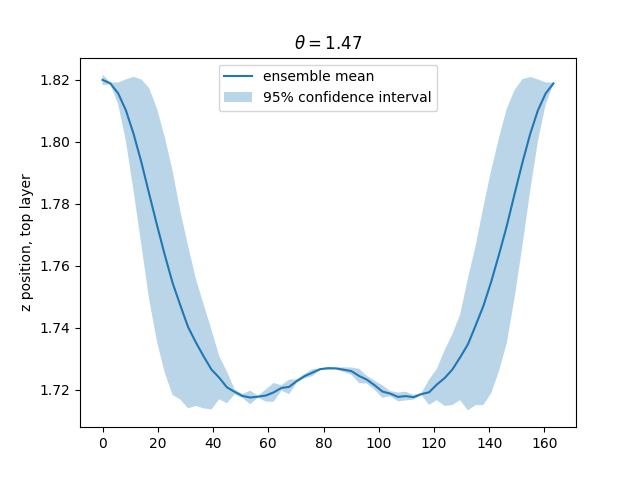 θ = 1.47
ensemble mean
95% confidence interval
z position, top layer
1.82
1.80
1.78
1.76
1.74
1.72
0 20 40 60 80 100 120 140 160